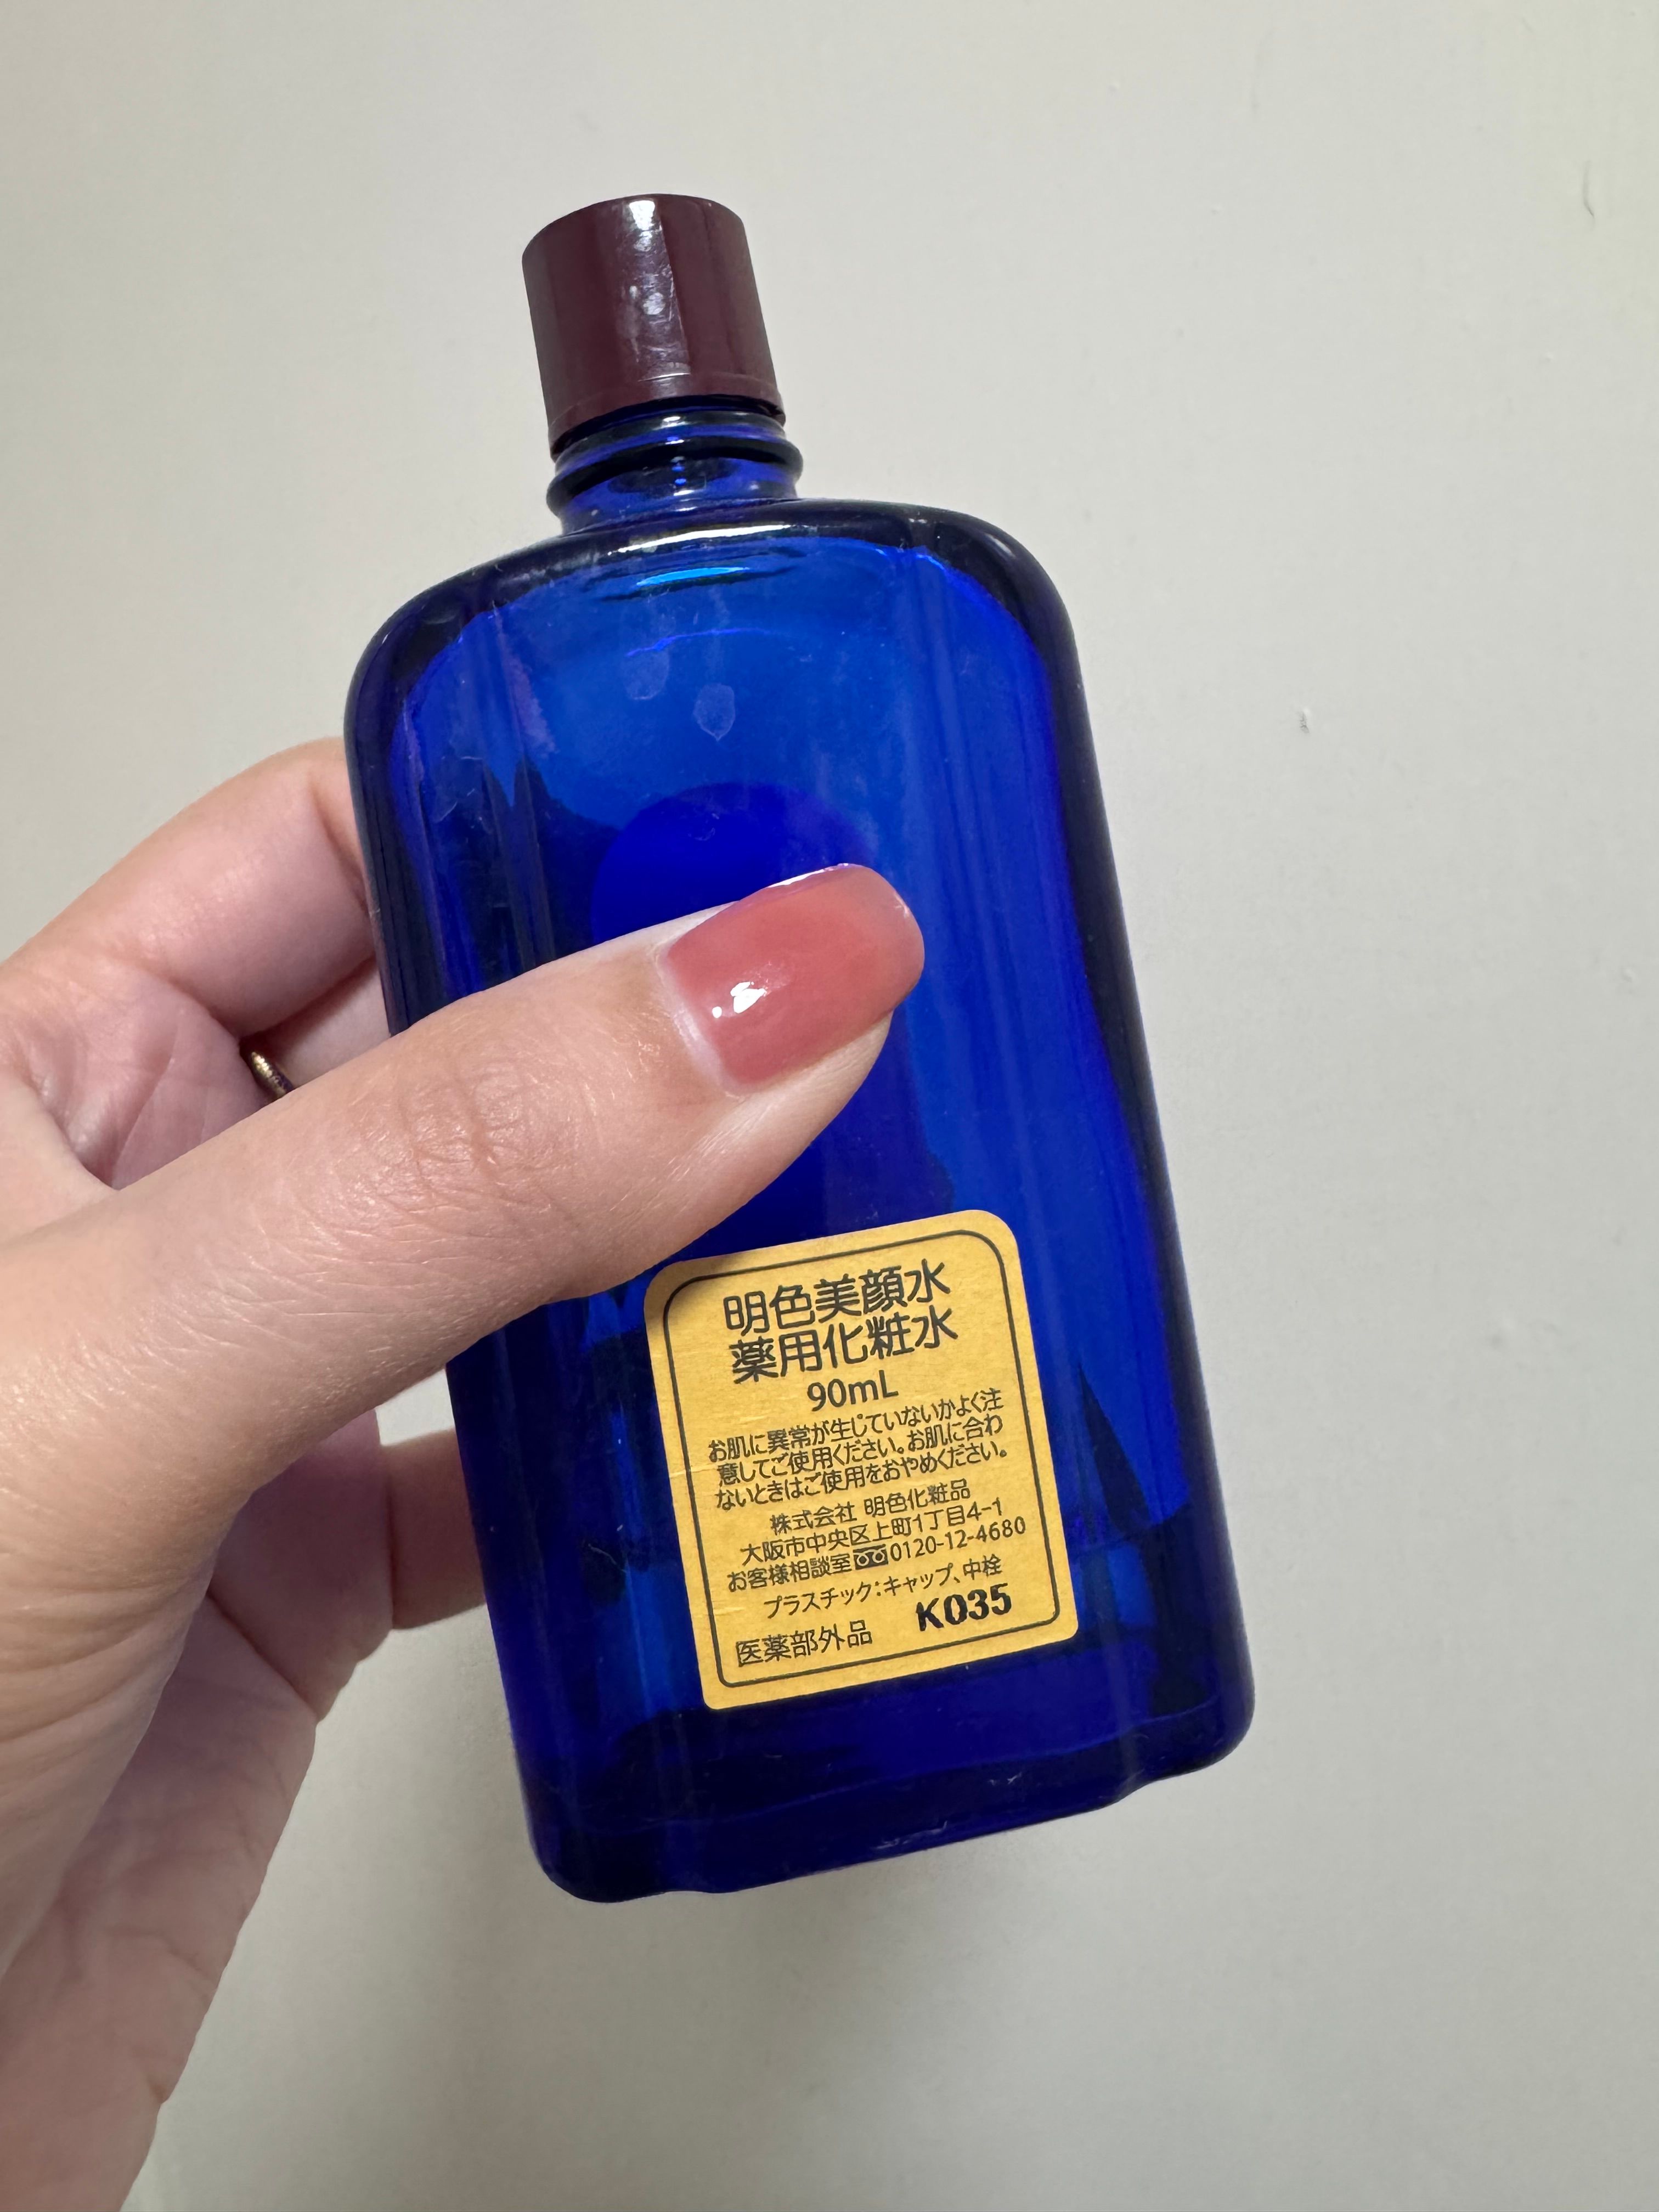 明色美顔水
薬用化粧水
90mL
お肌に異常が生じていないかよく注
意してご使用ください。お肌に合わ
ないときはご使用をおやめください。
株式会社 明色化粧品
大阪市中央区上町1丁目4-1
お客様相談室 0120-12-4680
プラスチック:キャップ、中栓
医薬部外品 K035